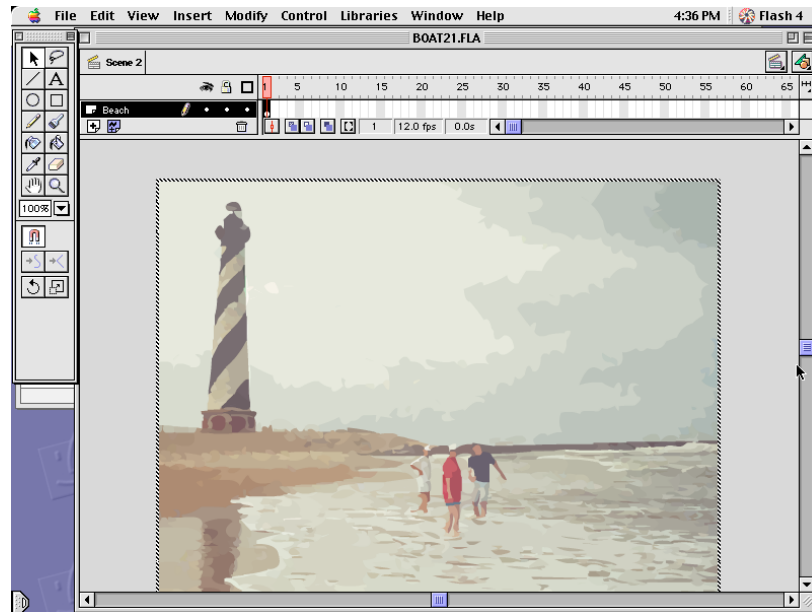 File Edit View Insert Modify Control Libraries Window Help 4:36 PM Flash 4
BOAT21.FLA
Scene 2
1 5 10 15 20 25 30 35 40 45 50 55 60 65
Beach
1 12.0 fps 0.0s
A
100%